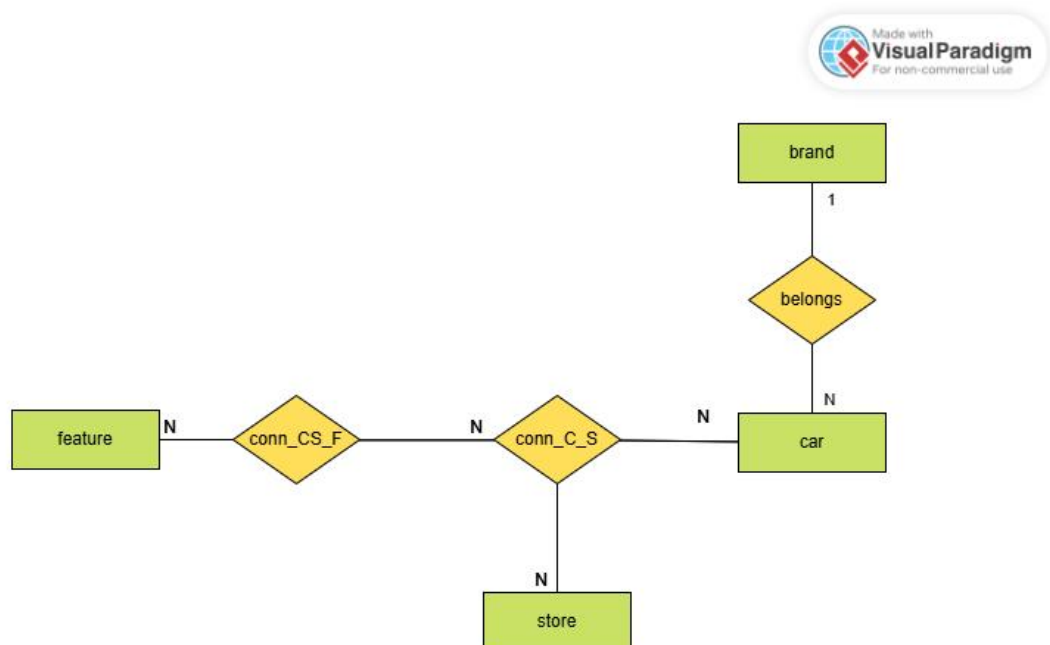 Made with
Visual Paradigm
For non-commercial use
brand
1
belongs
N
feature
N
conn_CS_F
N
conn_C_S
N
car
N
store